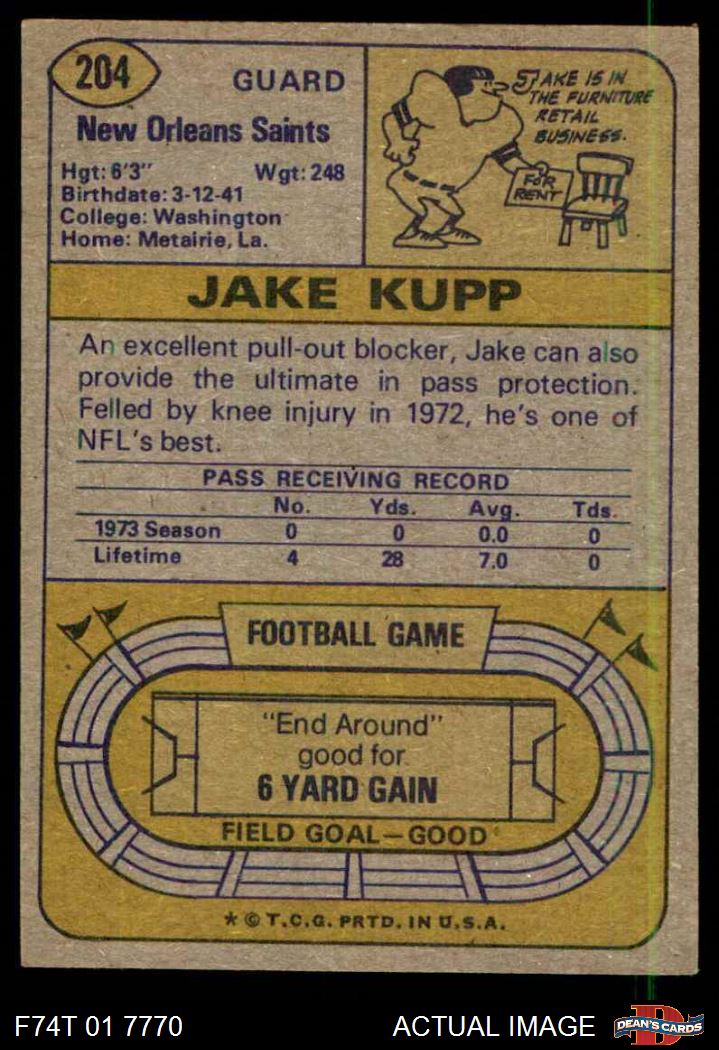 204
GUARD
New Orleans Saints
Hgt: 6'3" Wgt: 248
Birthdate: 3-12-41
College: Washington
Home: Metairie, La.
JAKE IS IN
THE FURNITURE
RETAIL
BUSINESS.
FOR
RENT
JAKE KUPP
An excellent pull-out blocker, Jake can also
provide the ultimate in pass protection.
Felled by knee injury in 1972, he's one of
NFL's best.
PASS RECEIVING RECORD
No. Yds. Avg. Tds.
1973 Season 0 0 0.0 0
Lifetime 4 28 7.0 0
FOOTBALL GAME
"End Around"
good for
6 YARD GAIN
FIELD GOAL—GOOD
* © T.C.G. PRTD. IN U.S.A.
F74T 01 7770 ACTUAL IMAGE
D
DEAN'S CARDS